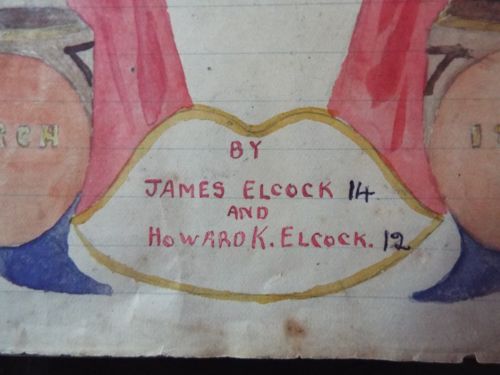 BY
JAMES ELCOCK 14
AND
HOWARD K. ELCOCK. 12